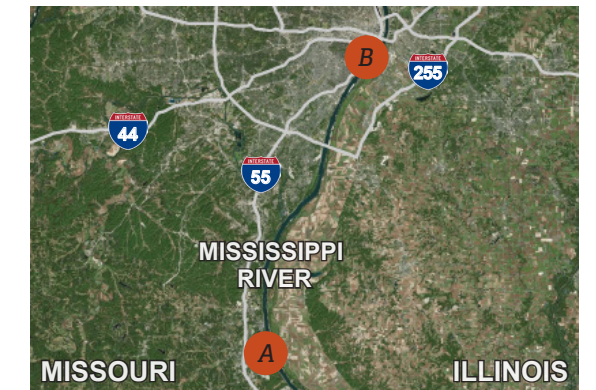 B
INTERSTATE
255
INTERSTATE
44
INTERSTATE
55
MISSISSIPPI
RIVER
A
MISSOURI
ILLINOIS